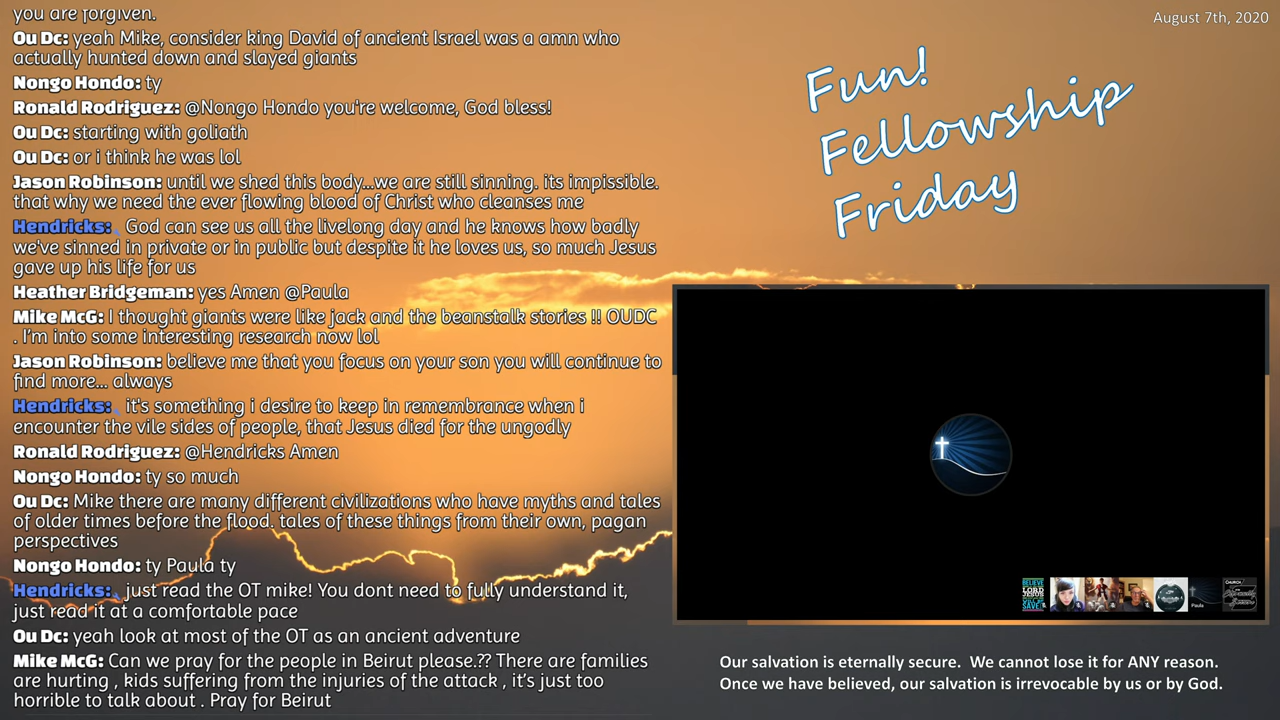 you are forgiven.
Ou Dc: yeah Mike, consider king David of ancient Israel was a amn who
actually hunted down and slayed giants
Nongo Hondo: ty
Ronald Rodriguez: @Nongo Hondo you're welcome, God bless!
Ou Dc: starting with goliath
Ou Dc: or i think he was lol
Jason Robinson: until we shed this body...we are still sinning. its impissible.
that why we need the ever flowing blood of Christ who cleanses me
Hendricks: God can see us all the livelong day and he knows how badly
we've sinned in private or in public but despite it he loves us, so much Jesus
gave up his life for us
Heather Bridgeman: yes Amen @Paula
Mike McG: I thought giants were like jack and the beanstalk stories !! OUDC
. I'm into some interesting research now lol
Jason Robinson: believe me that you focus on your son you will continue to
find more... always
Hendricks: it's something i desire to keep in remembrance when i
encounter the vile sides of people, that Jesus died for the ungodly
Ronald Rodriguez: @Hendricks Amen
Nongo Hondo: ty so much
Ou Dc: Mike there are many different civilizations who have myths and tales
of older times before the flood. tales of these things from their own, pagan
perspectives
Nongo Hondo: ty Paula ty
Hendricks: just read the OT mike! You dont need to fully understand it,
just read it at a comfortable pace
Ou Dc: yeah look at most of the OT as an ancient adventure
Mike McG: Can we pray for the people in Beirut please.?? There are families
are hurting , kids suffering from the injuries of the attack , it's just too
horrible to talk about . Pray for Beirut
August 7th, 2020
Fun!
Fellowship
Friday
BELIEVE
LORD
JESUS
SAVE
Paula
CHURCH
Our salvation is eternally secure. We cannot lose it for ANY reason.
Once we have believed, our salvation is irrevocable by us or by God.